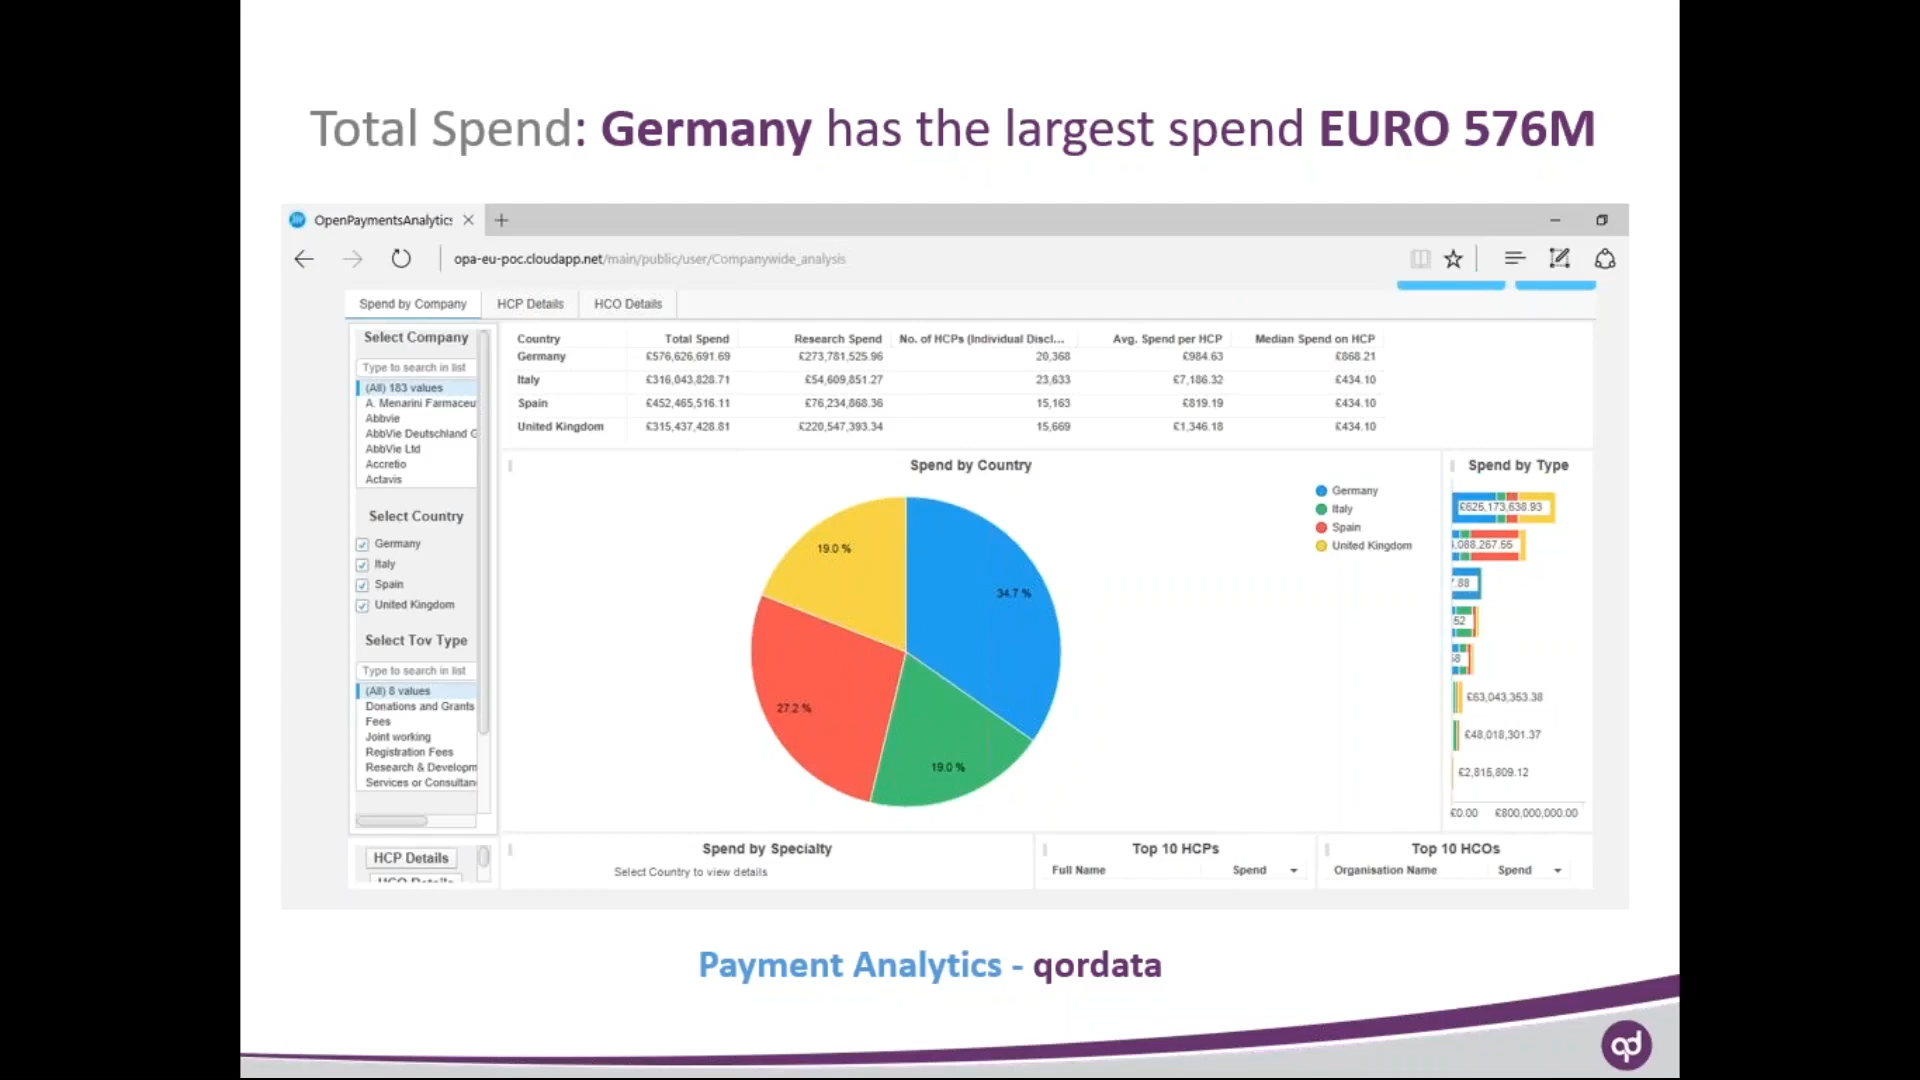 Total Spend: Germany has the largest spend EURO 576M
OpenPaymentsAnalytics
opa-eu-poc.cloudapp.net/main/public/user/Companywide_analysis
Spend by Company HCP Details HCO Details
Select Company
Type to search in list
(All) 183 values
A. Menarini Farmaceu
Abbvie
AbbVie Deutschland G
AbbVie Ltd
Accretio
Actavis
Select Country
Germany
Italy
Spain
United Kingdom
Select Tov Type
Type to search in list
(All) 8 values
Donations and Grants
Fees
Joint working
Registration Fees
Research & Developm
Services or Consultan
HCP Details
HCO Details
Country Total Spend Research Spend No. of HCPs (Individual Discl... Avg. Spend per HCP Median Spend on HCP
Germany £576,626,691.69 £273,781,525.96 20,368 £984.63 £868.21
Italy £316,043,828.71 £54,609,851.27 23,633 £7,186.32 £434.10
Spain £452,465,516.11 £76,234,868.36 15,163 £819.19 £434.10
United Kingdom £315,437,428.81 £220,547,393.34 15,669 £1,346.18 £434.10
Spend by Country
34.7 %
19.0 %
27.2 %
19.0 %
Germany
Italy
Spain
United Kingdom
Spend by Type
£625,173,638.93
,088,267.55
.88
52
£63,043,353.38
£48,018,301.37
£2,815,809.12
£0.00 £800,000,000.00
Spend by Specialty
Select Country to view details
Top 10 HCPs
Full Name Spend
Top 10 HCOs
Organisation Name Spend
Payment Analytics - qordata
qd